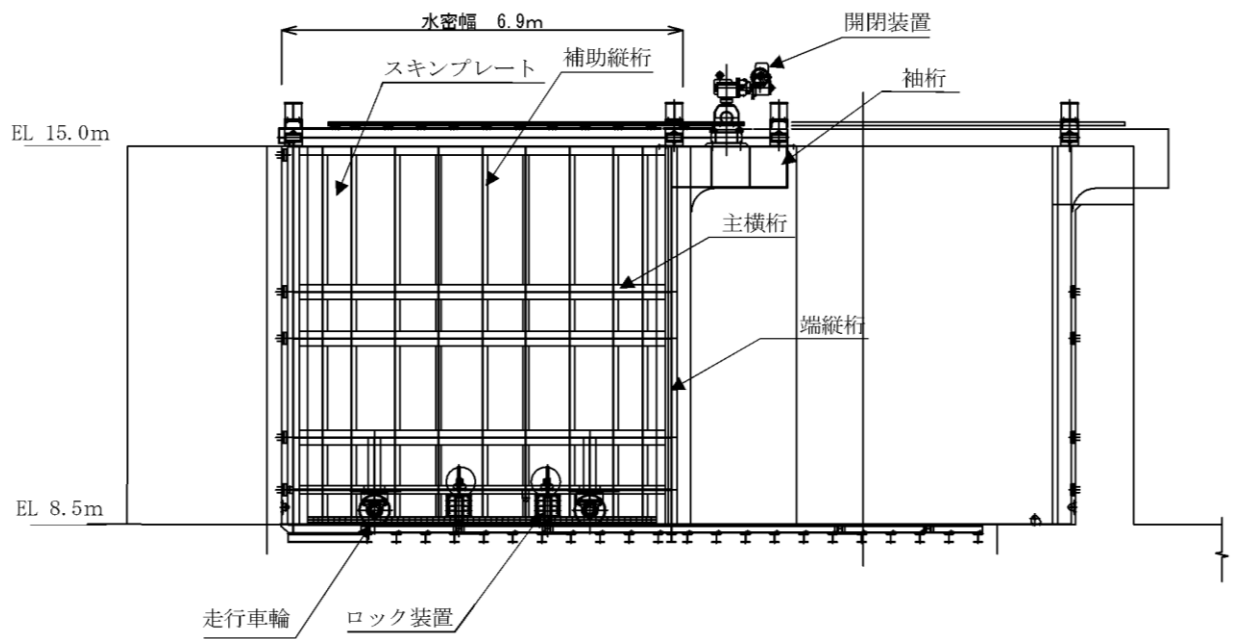 水密幅 6.9m
開閉装置
補助縦桁
スキンプレート
袖桁
EL 15.0m
主横桁
端縦桁
EL 8.5m
走行車輪
ロック装置